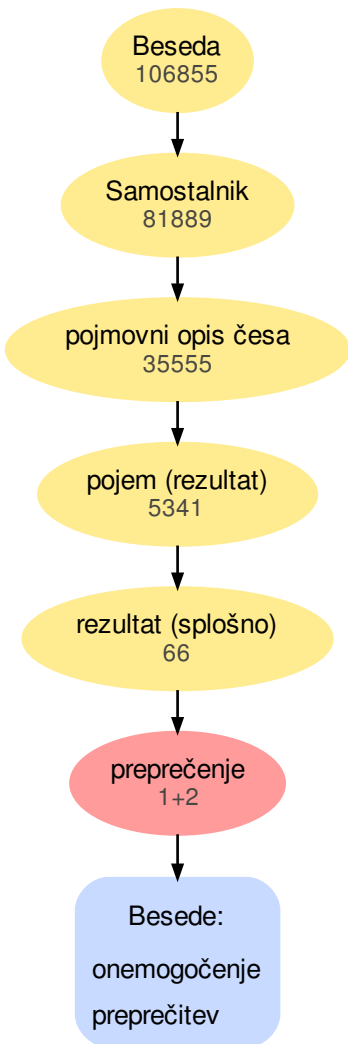 Beseda
106855
Samostalnik
81889
pojmovni opis česa
35555
pojem (rezultat)
5341
rezultat (splošno)
66
preprečenje
1+2
Besede:
onemogočenje
preprečitev